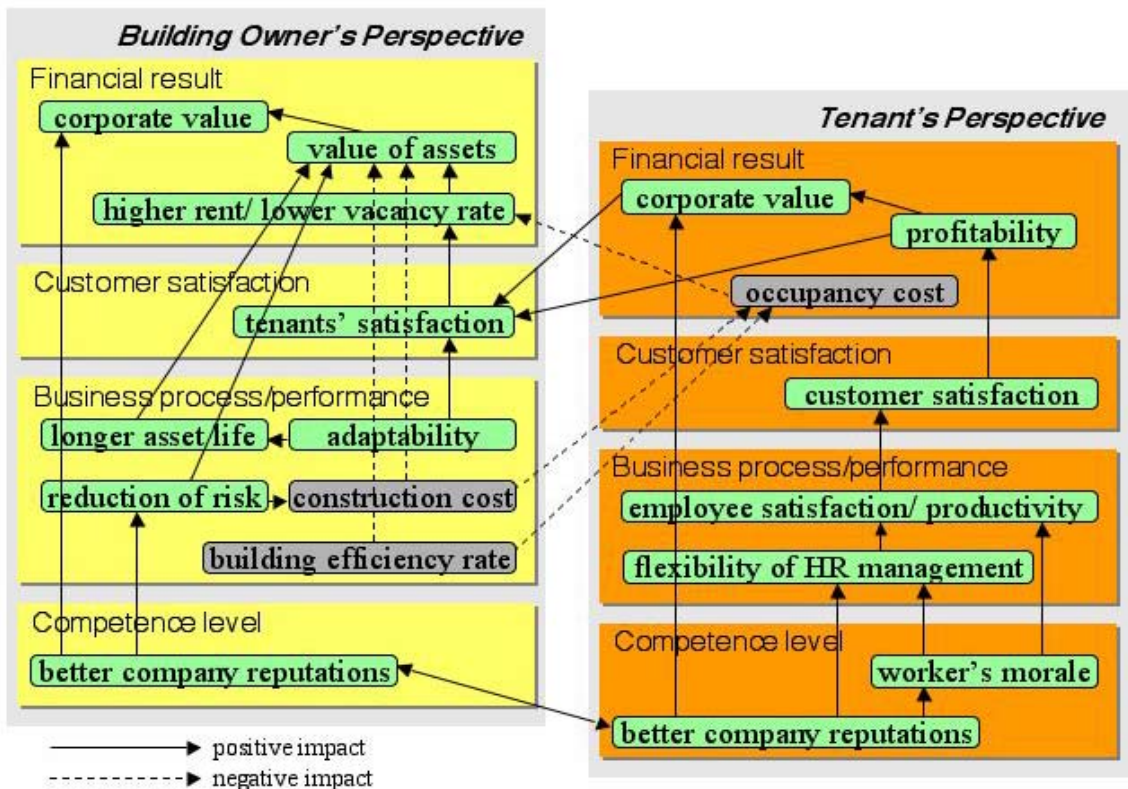 Building Owner's Perspective
Financial result
corporate value
value of assets
higher rent/ lower vacancy rate
Customer satisfaction
tenants' satisfaction
Business process/performance
longer asset life
adaptability
reduction of risk
construction cost
building efficiency rate
Competence level
better company reputations
positive impact
negative impact
Tenant's Perspective
Financial result
corporate value
profitability
occupancy cost
Customer satisfaction
customer satisfaction
Business process/performance
employee satisfaction/ productivity
flexibility of HR management
Competence level
worker's morale
better company reputations